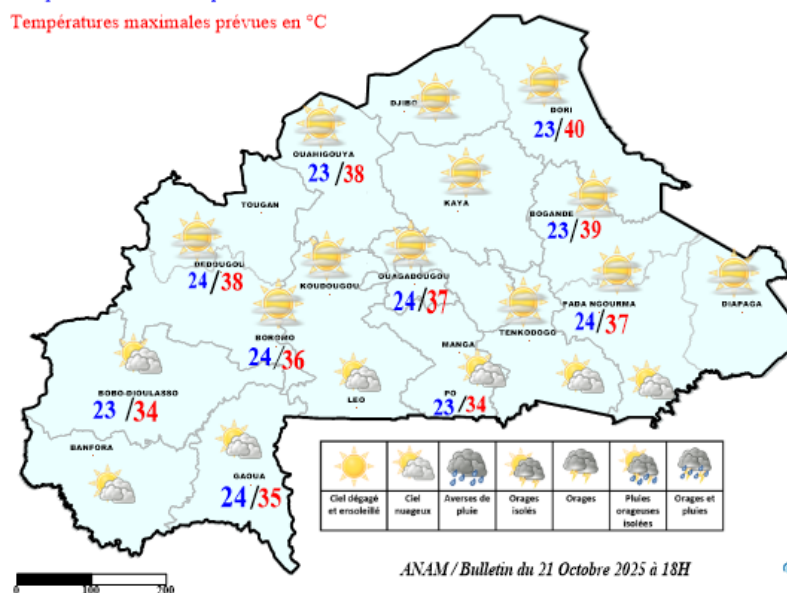 Températures maximales prévues en °C
DJIBO
DORI
23/40
OUAHIGOUYA
23/38
TOUGAN
KAYA
BOGANDE
23/39
DEDOUGOU
24/38
KOUDOUGOU
OUAGADOUGOU
24/37
FADA NGOURMA
24/37
DIAPAGA
TENKODOGO
BOROMO
24/36
MANGA
BOBO-DIOULASSO
23/34
LEO
PO
23/34
BANFORA
GAOUA
24/35
Ciel dégagé et ensoleillé
Ciel nuageux
Averses de pluie
Orages isolés
Orages
Pluies orageuses isolées
Orages et pluies
0 100 200
ANAM / Bulletin du 21 Octobre 2025 à 18H